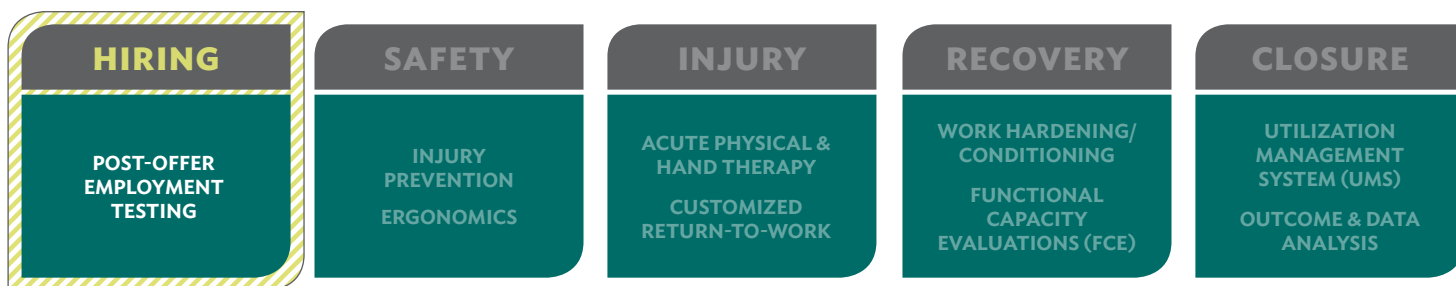 HIRING
POST-OFFER
EMPLOYMENT
TESTING
SAFETY
INJURY
PREVENTION
ERGONOMICS
INJURY
ACUTE PHYSICAL &
HAND THERAPY
CUSTOMIZED
RETURN-TO-WORK
RECOVERY
WORK HARDENING/
CONDITIONING
FUNCTIONAL
CAPACITY
EVALUATIONS (FCE)
CLOSURE
UTILIZATION
MANAGEMENT
SYSTEM (UMS)
OUTCOME & DATA
ANALYSIS